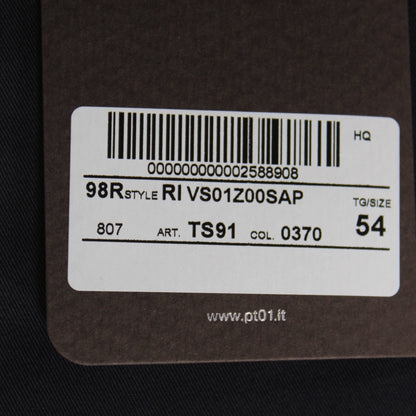 HQ
000000000002588908
98R STYLE RI VS01Z00SAP
TG/SIZE
807 ART. TS91 COL. 0370 54
www.pt01.it